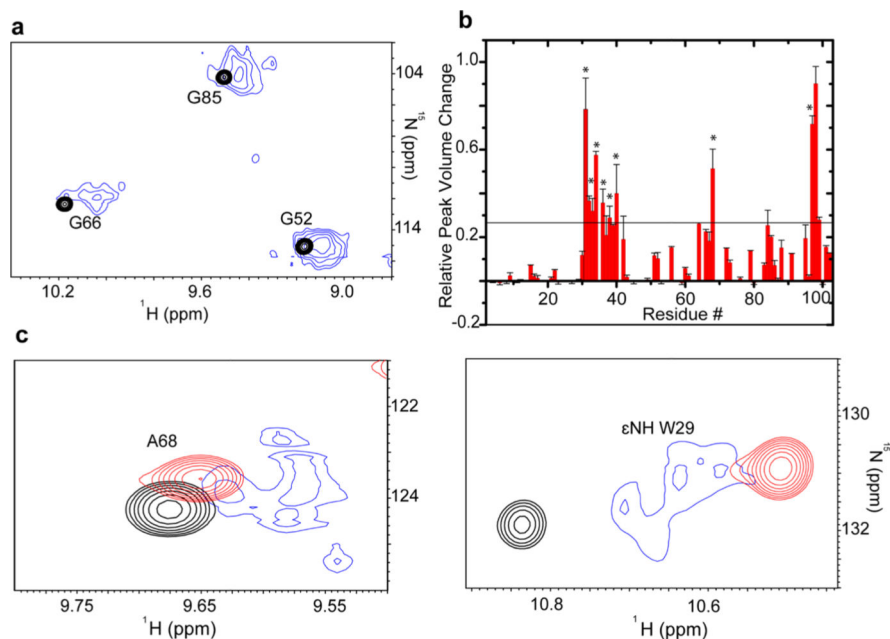 a
G85
G66
G52
104
114
¹⁵N (ppm)
10.2
9.6
9.0
¹H (ppm)
b
Relative Peak Volume Change
1.0
0.6
0.2
-0.2
* * * * * * * *
20
40
60
80
100
Residue #
c
A68
122
124
9.75
9.65
9.55
¹H (ppm)
εNH W29
130
132
¹⁵N (ppm)
10.8
10.6
¹H (ppm)